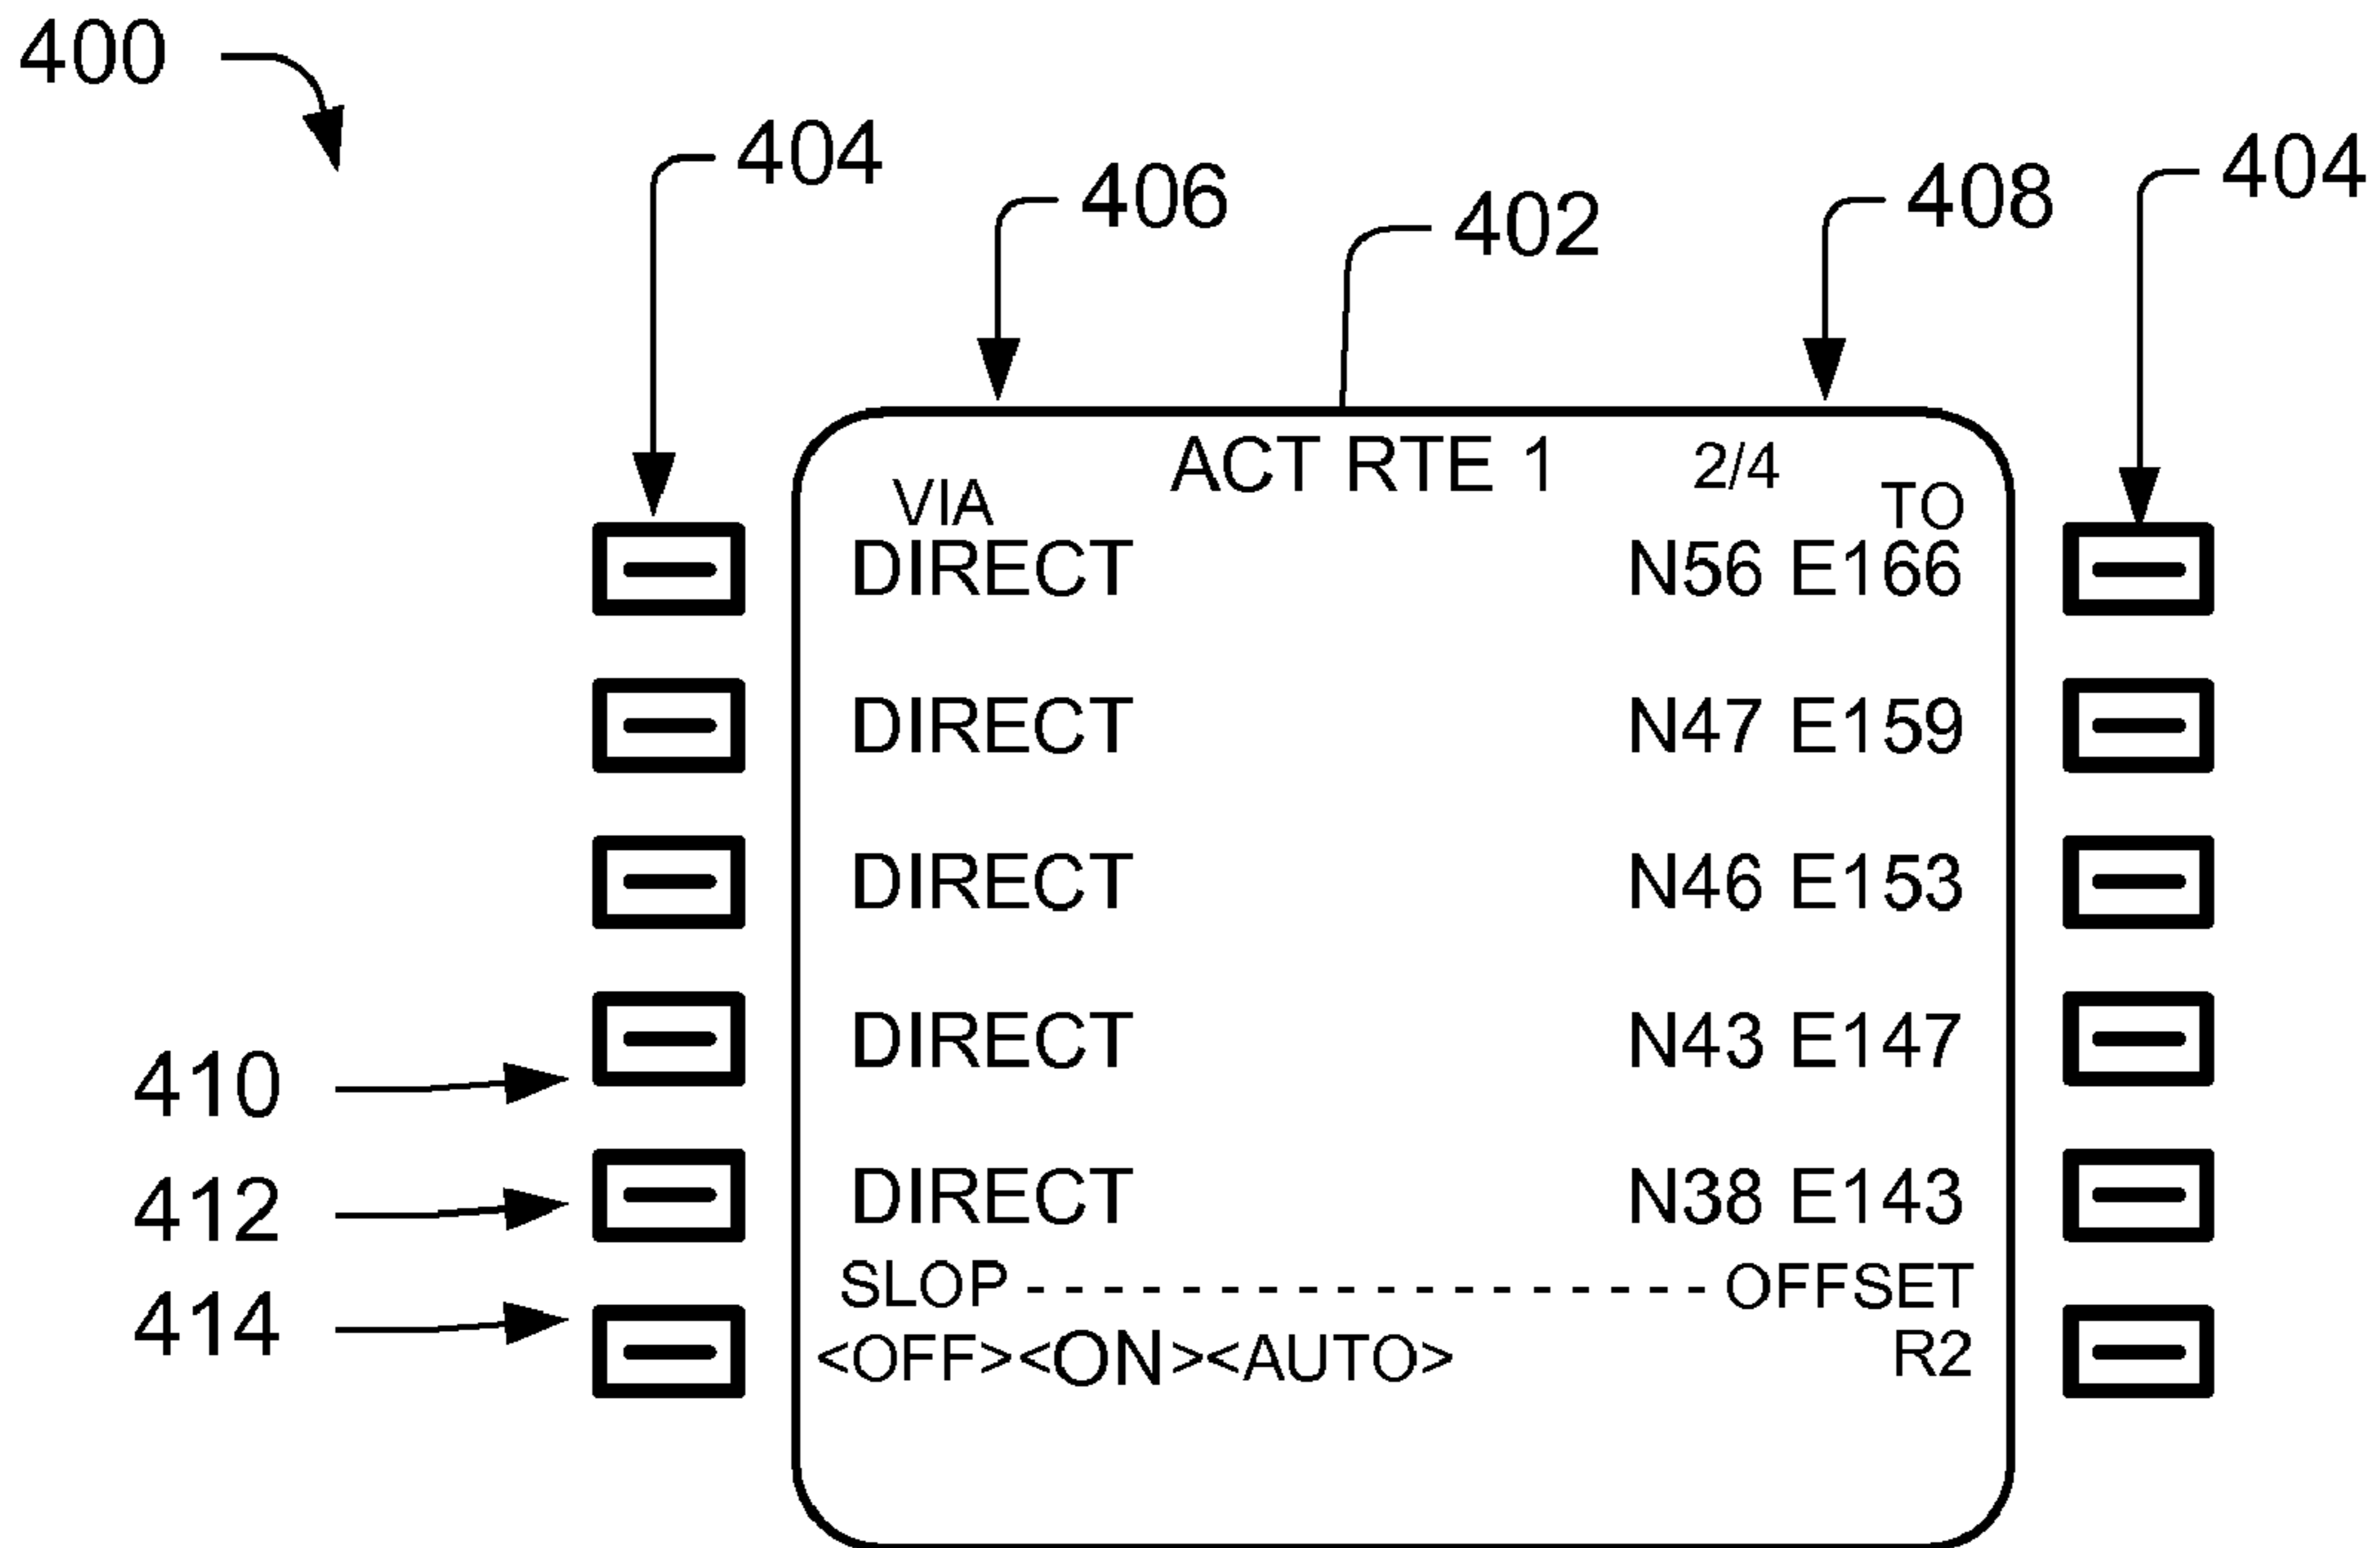 400
404 406 402 408 404
ACT RTE 1 2/4
VIA TO
DIRECT N56 E166
DIRECT N47 E159
DIRECT N46 E153
DIRECT N43 E147
410
DIRECT N38 E143
412
SLOP - - - - - - - - - - - - - - - - - - OFFSET
414
<OFF><ON><AUTO> R2